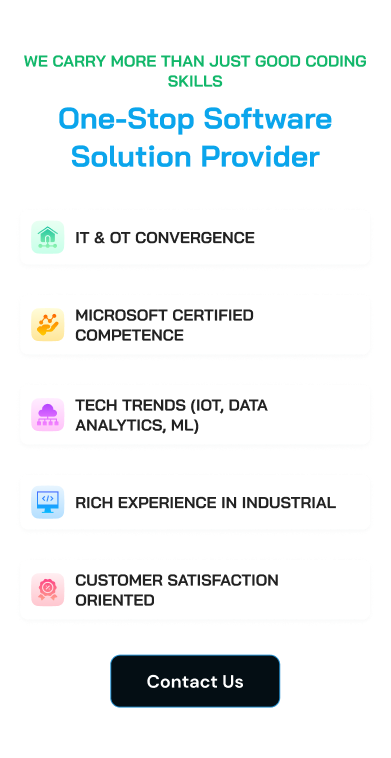 WE CARRY MORE THAN JUST GOOD CODING
SKILLS
One-Stop Software
Solution Provider
IT & OT CONVERGENCE
MICROSOFT CERTIFIED
COMPETENCE
TECH TRENDS (IOT, DATA
ANALYTICS, ML)
RICH EXPERIENCE IN INDUSTRIAL
CUSTOMER SATISFACTION
ORIENTED
Contact Us